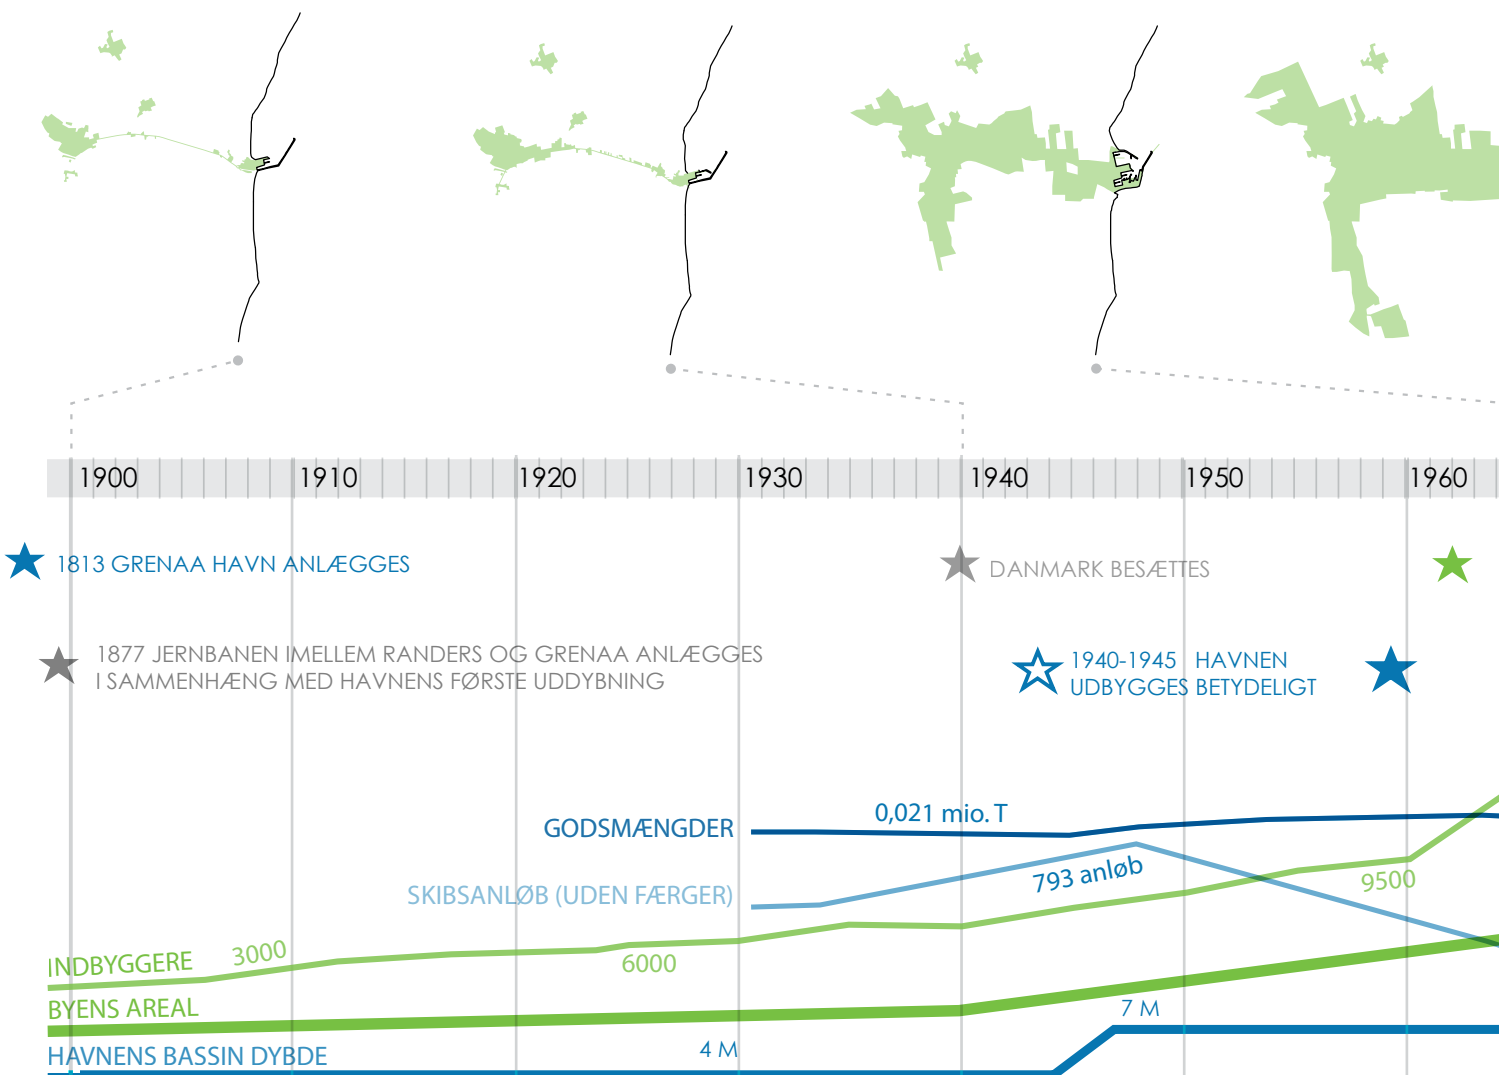 1900
1910
1920
1930
1940
1950
1960
1813 GRENAA HAVN ANLÆGGES
DANMARK BESÆTTES
1877 JERNBANEN IMELLEM RANDERS OG GRENAA ANLÆGGES
I SAMMENHÆNG MED HAVNENS FØRSTE UDDYBNING
1940-1945 HAVNEN
UDBYGGES BETYDELIGT
GODSMÆNGDER
0,021 mio. T
SKIBSANLØB (UDEN FÆRGER)
793 anløb
9500
INDBYGGERE
3000
6000
BYENS AREAL
7 M
HAVNENS BASSIN DYBDE
4 M